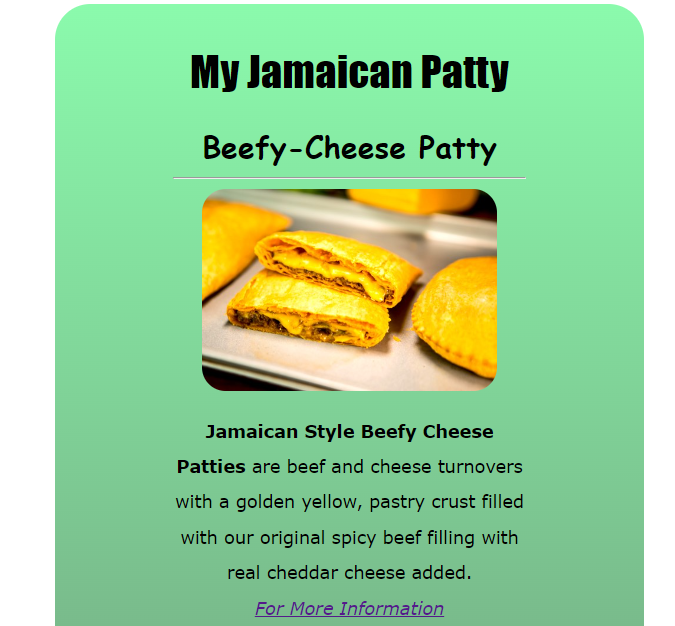 My Jamaican Patty
Beefy-Cheese Patty
Jamaican Style Beefy Cheese
Patties are beef and cheese turnovers
with a golden yellow, pastry crust filled
with our original spicy beef filling with
real cheddar cheese added.
For More Information